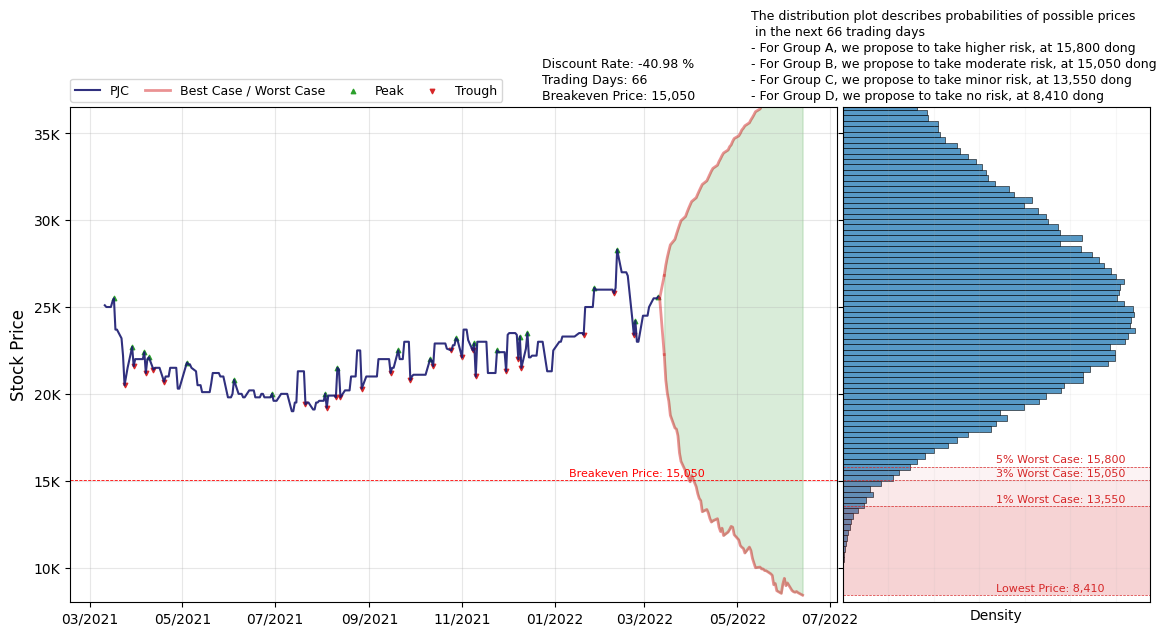 The distribution plot describes probabilities of possible prices
in the next 66 trading days
- For Group A, we propose to take higher risk, at 15,800 dong
- For Group B, we propose to take moderate risk, at 15,050 dong
- For Group C, we propose to take minor risk, at 13,550 dong
- For Group D, we propose to take no risk, at 8,410 dong
Discount Rate: -40.98 %
Trading Days: 66
Breakeven Price: 15,050
PJC Best Case / Worst Case Peak Trough
35K
30K
25K
20K
15K
10K
Stock Price
Breakeven Price: 15,050
5% Worst Case: 15,800
3% Worst Case: 15,050
1% Worst Case: 13,550
Lowest Price: 8,410
03/2021 05/2021 07/2021 09/2021 11/2021 01/2022 03/2022 05/2022 07/2022
Density